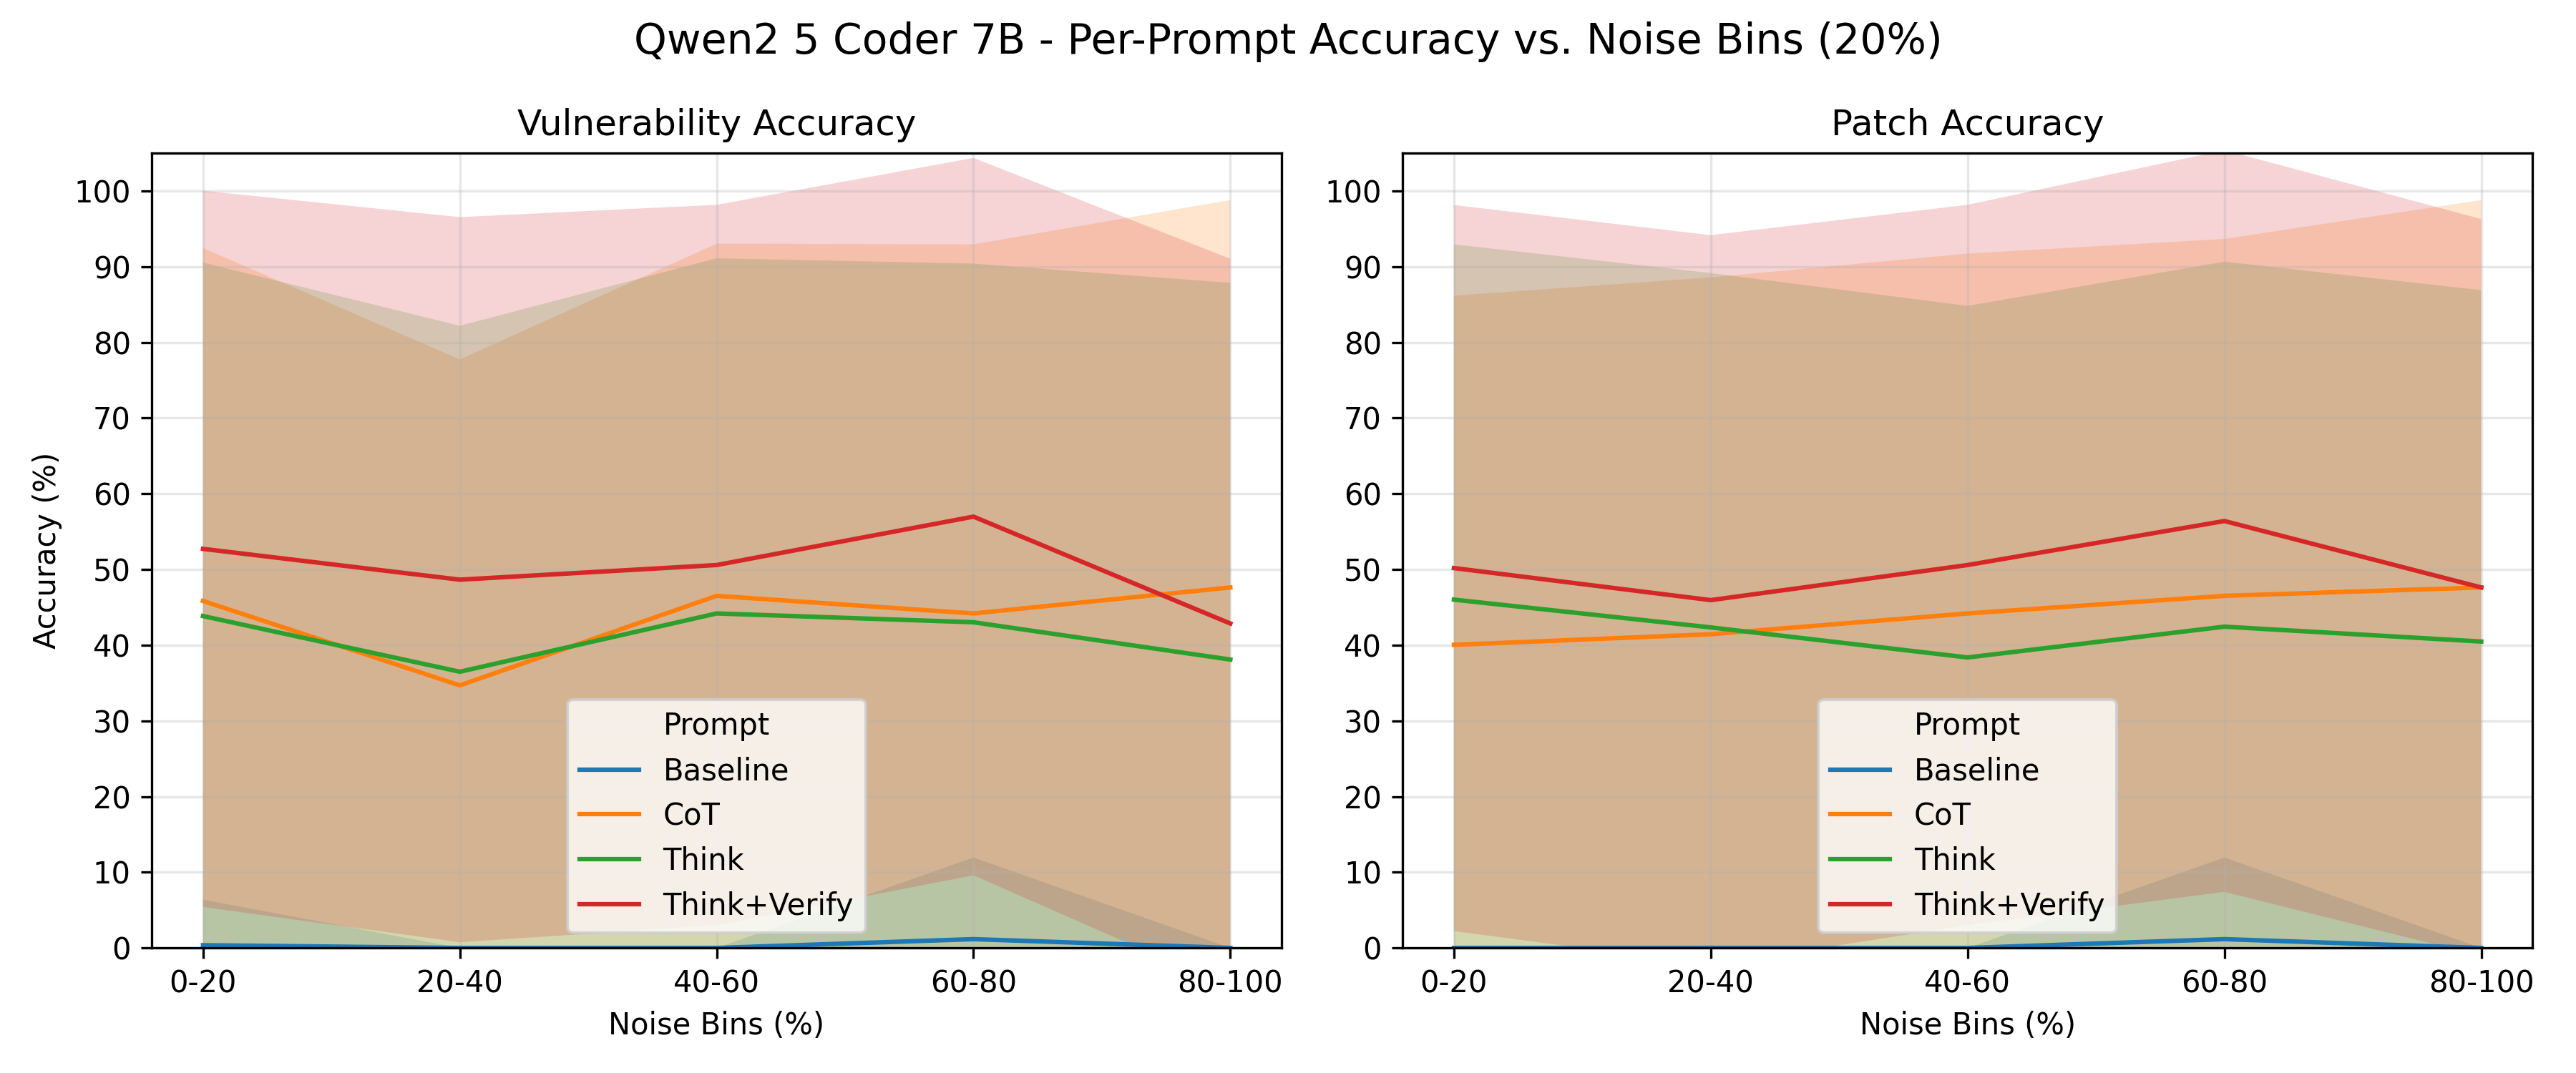 Qwen2 5 Coder 7B - Per-Prompt Accuracy vs. Noise Bins (20%)
Vulnerability Accuracy
Accuracy (%)
100
90
80
70
60
50
40
30
20
10
0
0-20
20-40
40-60
60-80
80-100
Noise Bins (%)
Prompt
Baseline
CoT
Think
Think+Verify
Patch Accuracy
100
90
80
70
60
50
40
30
20
10
0
0-20
20-40
40-60
60-80
80-100
Noise Bins (%)
Prompt
Baseline
CoT
Think
Think+Verify